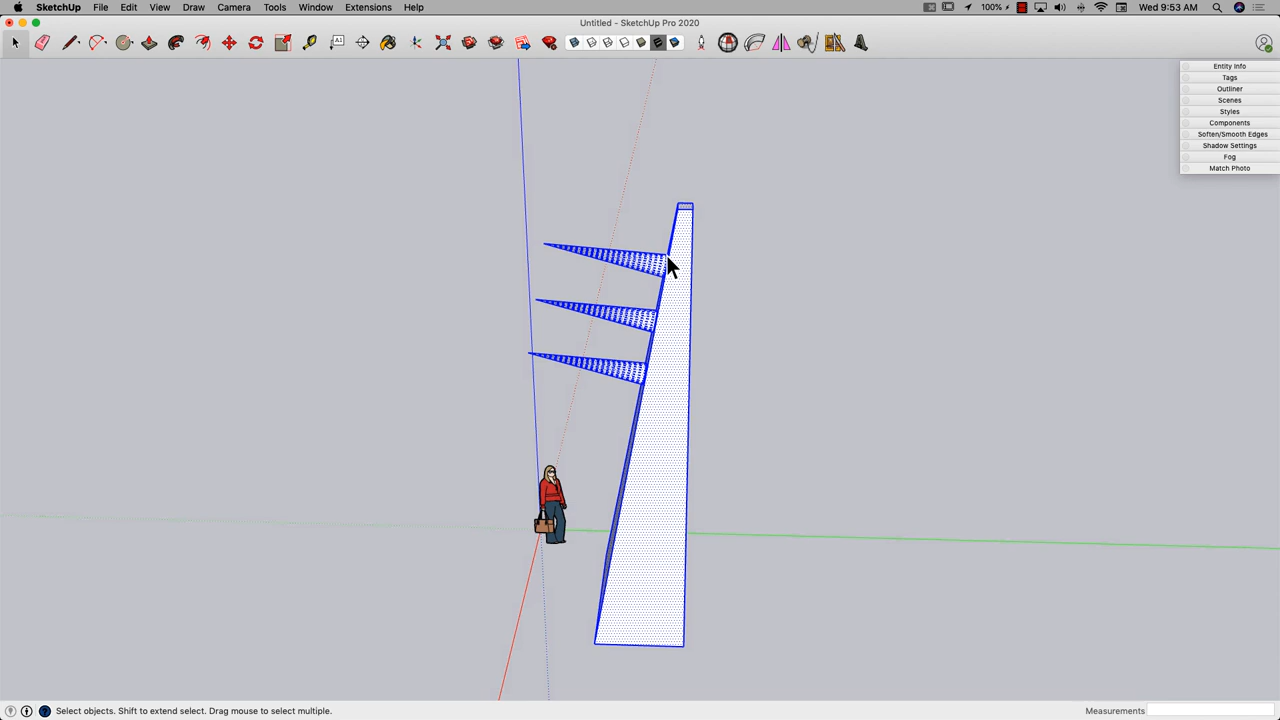 SketchUp File Edit View Draw Camera Tools Window Extensions Help 100% Wed 9:53 AM
Untitled - SketchUp Pro 2020
A1
Entity Info
Tags
Outliner
Scenes
Styles
Components
Soften/Smooth Edges
Shadow Settings
Fog
Match Photo
Select objects. Shift to extend select. Drag mouse to select multiple. Measurements